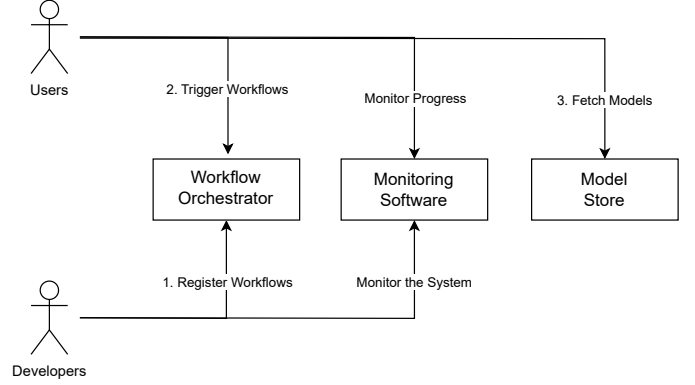 Users
2. Trigger Workflows
Monitor Progress
3. Fetch Models
Workflow
Orchestrator
Monitoring
Software
Model
Store
1. Register Workflows
Monitor the System
Developers